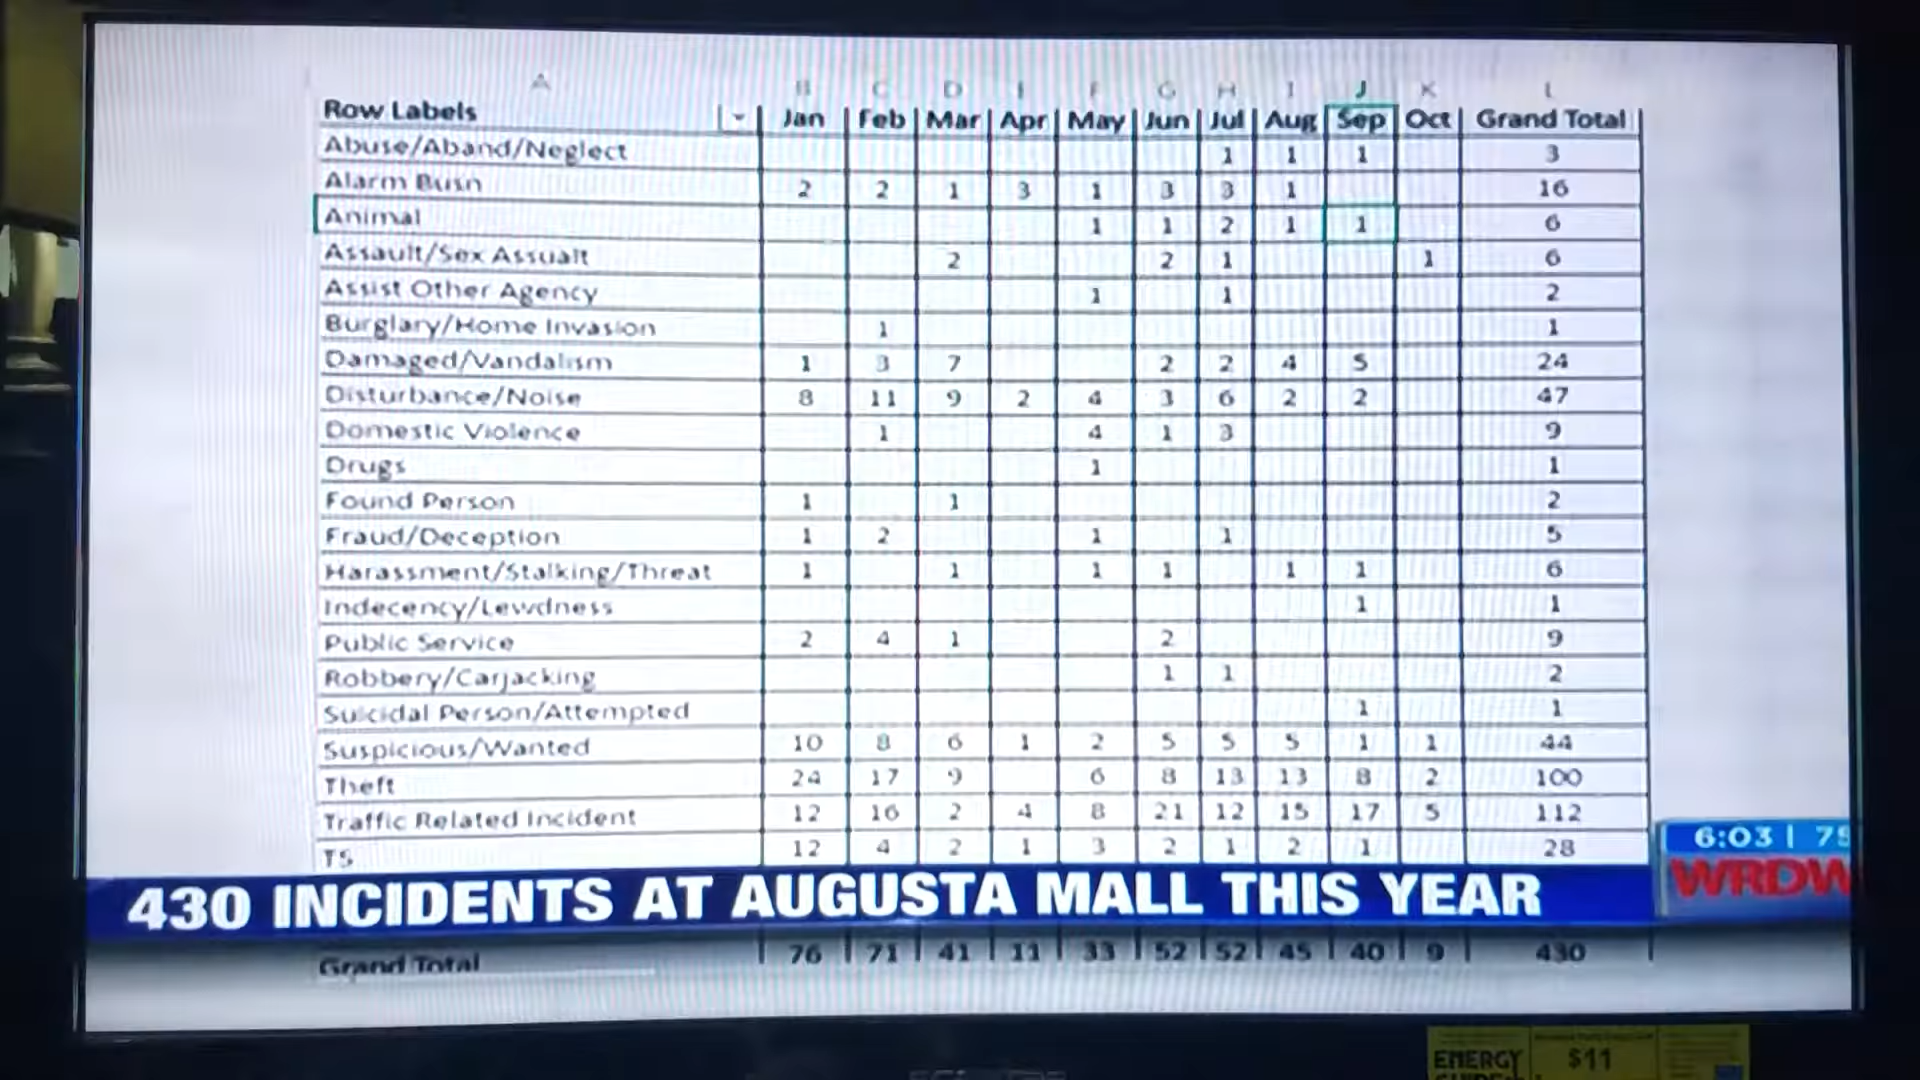 A B C D E F G H I J K L
Row Labels Jan Feb Mar Apr May Jun Jul Aug Sep Oct Grand Total
Abuse/Aband/Neglect 1 1 1 3
Alarm Busn 2 2 1 3 1 3 3 1 16
Animal 1 1 2 1 1 6
Assault/Sex Assualt 2 2 1 1 6
Assist Other Agency 1 1 2
Burglary/Home Invasion 1 1
Damaged/Vandalism 1 3 7 2 2 4 5 24
Disturbance/Noise 8 11 9 2 4 3 6 2 2 47
Domestic Violence 1 4 1 3 9
Drugs 1 1
Found Person 1 1 2
Fraud/Deception 1 2 1 1 5
Harassment/Stalking/Threat 1 1 1 1 1 1 6
Indecency/Lewdness 1 1
Public Service 2 4 1 2 9
Robbery/Carjacking 1 1 2
Suicidal Person/Attempted 1 1
Suspicious/Wanted 10 8 6 1 2 5 5 5 1 1 44
Theft 24 17 9 6 8 13 13 8 2 100
Traffic Related Incident 12 16 2 4 8 21 12 15 17 5 112
TS 12 4 2 1 3 2 1 2 1 28
6:03 | 75
WRDW
430 INCIDENTS AT AUGUSTA MALL THIS YEAR
Grand Total 76 71 41 11 33 52 52 45 40 9 430
ENERGY $11